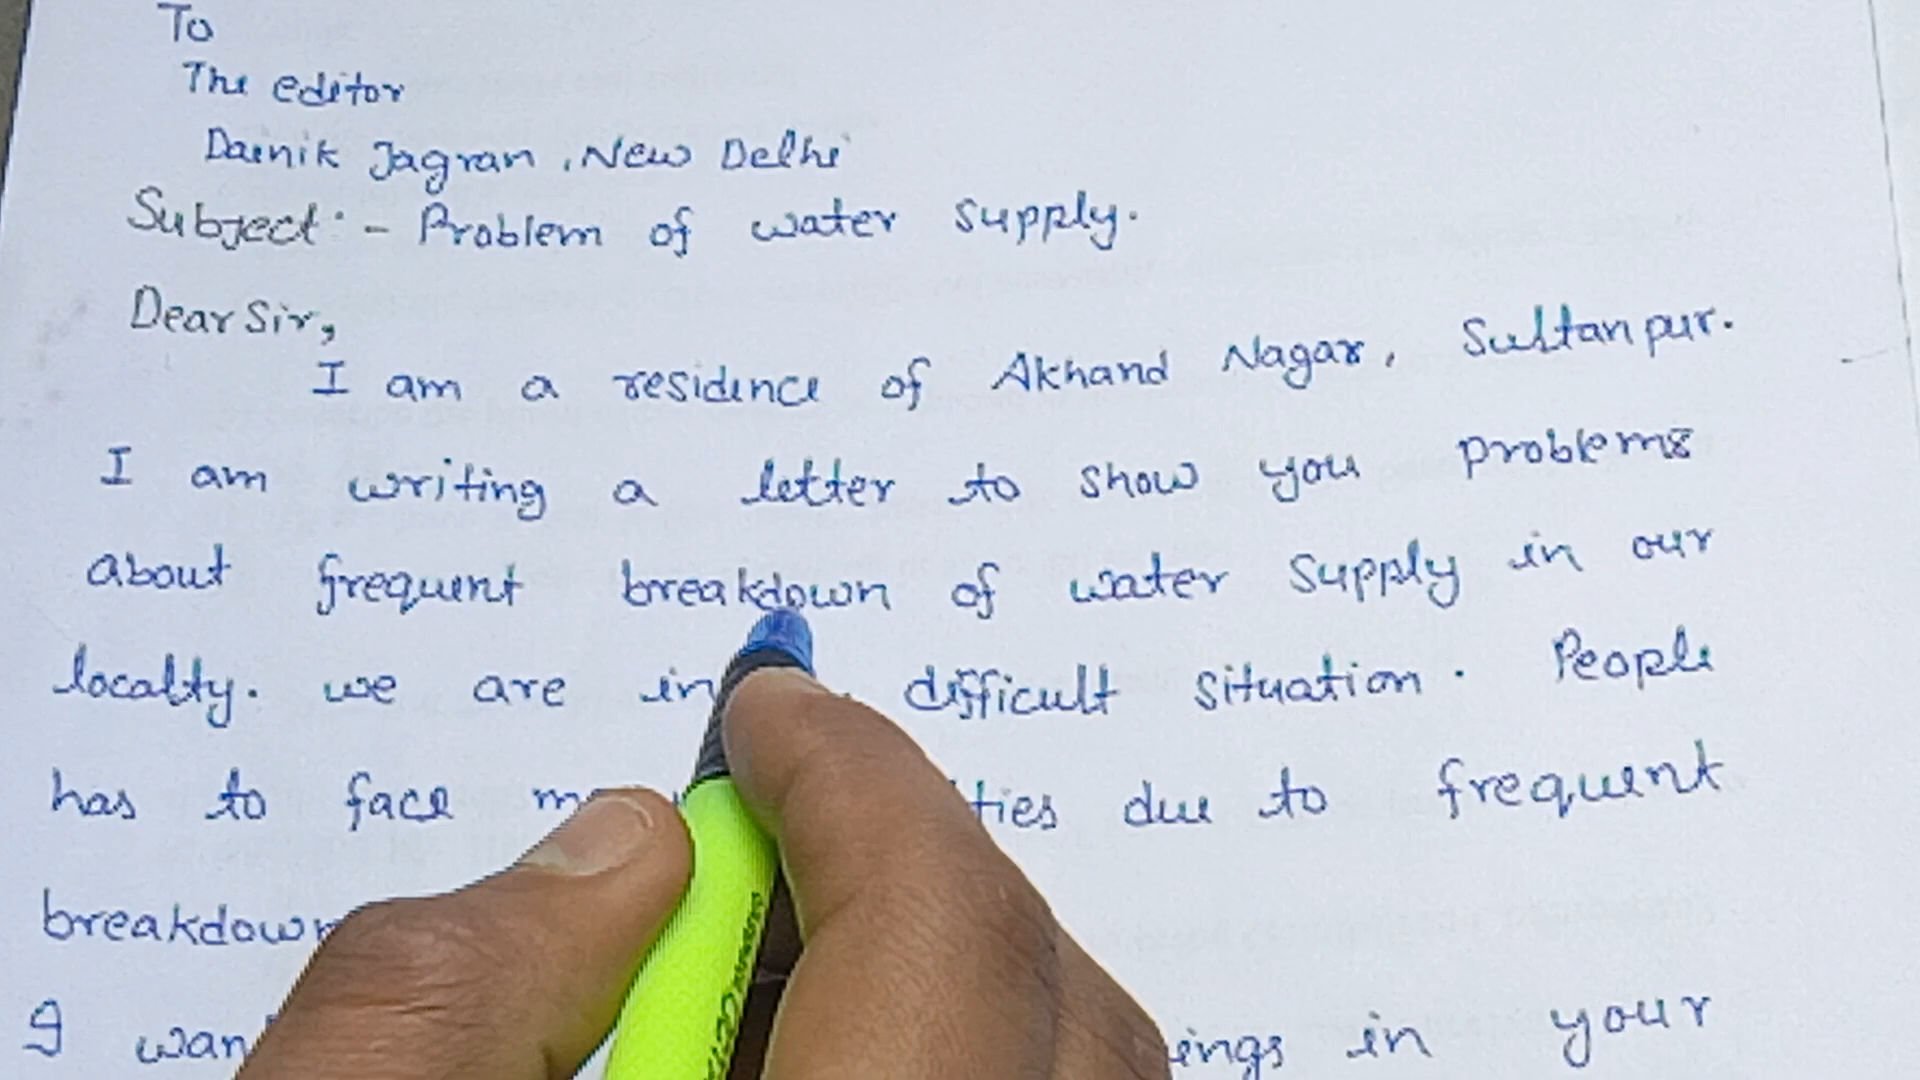 To
The editor
Dainik Jagran, New Delhi
Subject:- Problem of water supply.
Dear Sir,
I am a residence of Akhand Nagar, Sultanpur.
I am writing a letter to show you problems
about frequent breakdown of water supply in our
locality. we are in difficult situation. People
has to face due to frequent
breakdown
I in your